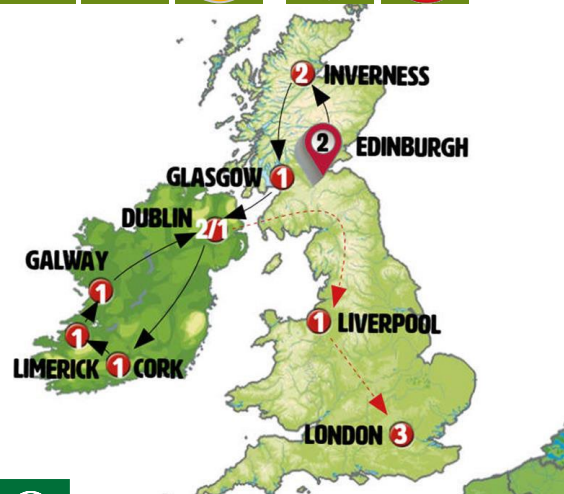 2 INVERNESS
2 EDINBURGH
GLASGOW 1
DUBLIN 2/1
GALWAY
1
1 LIVERPOOL
1
LIMERICK 1 CORK
LONDON 3